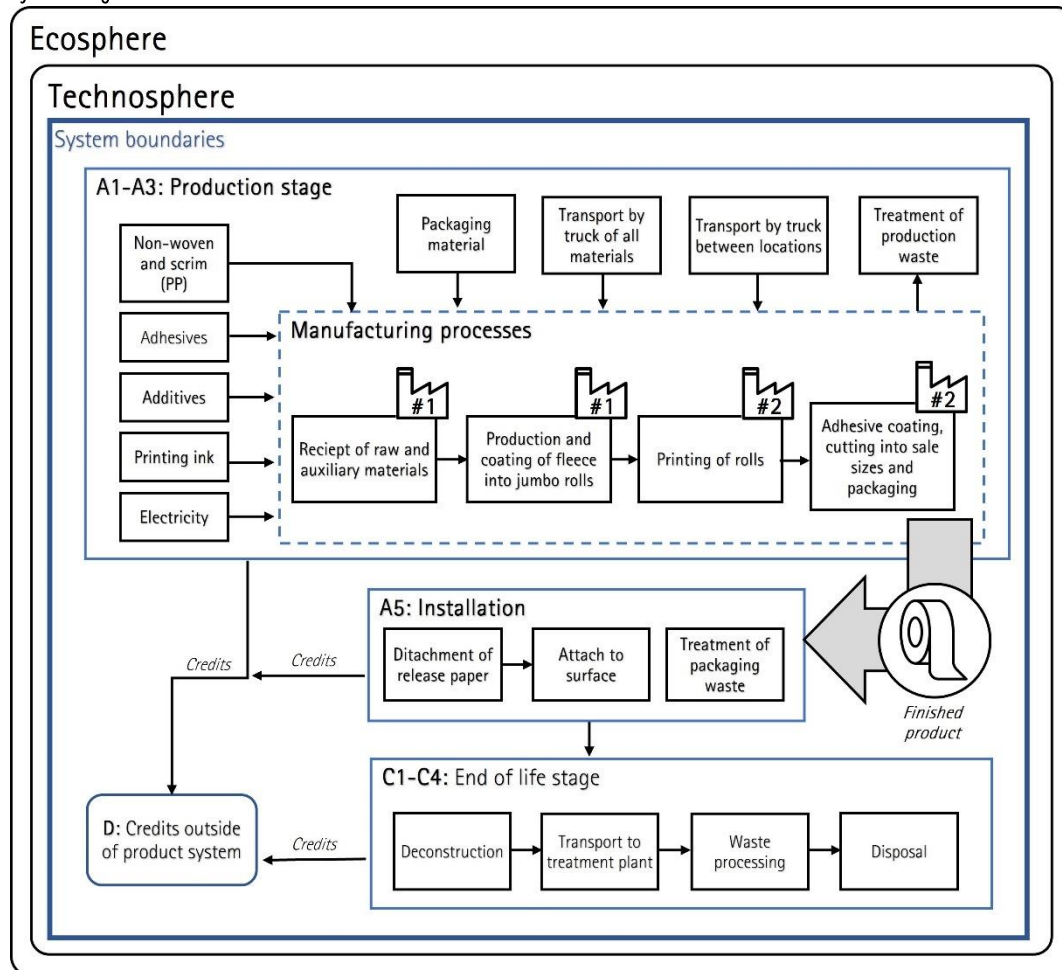 Ecosphere
Technosphere
System boundaries
A1-A3: Production stage
Non-woven
and scrim
(PP)
Packaging
material
Transport by
truck of all
materials
Transport by truck
between locations
Treatment of
production
waste
Adhesives
Additives
Printing ink
Electricity
Manufacturing processes
#1
#1
#2
#2
Reciept of raw and
auxiliary materials
Production and
coating of fleece
into jumbo rolls
Printing of rolls
Adhesive coating,
cutting into sale
sizes and
packaging
A5: Installation
Ditachment of
release paper
Attach to
surface
Treatment of
packaging
waste
Credits
Credits
Finished
product
C1-C4: End of life stage
D: Credits outside
of product system
Credits
Deconstruction
Transport to
treatment plant
Waste
processing
Disposal